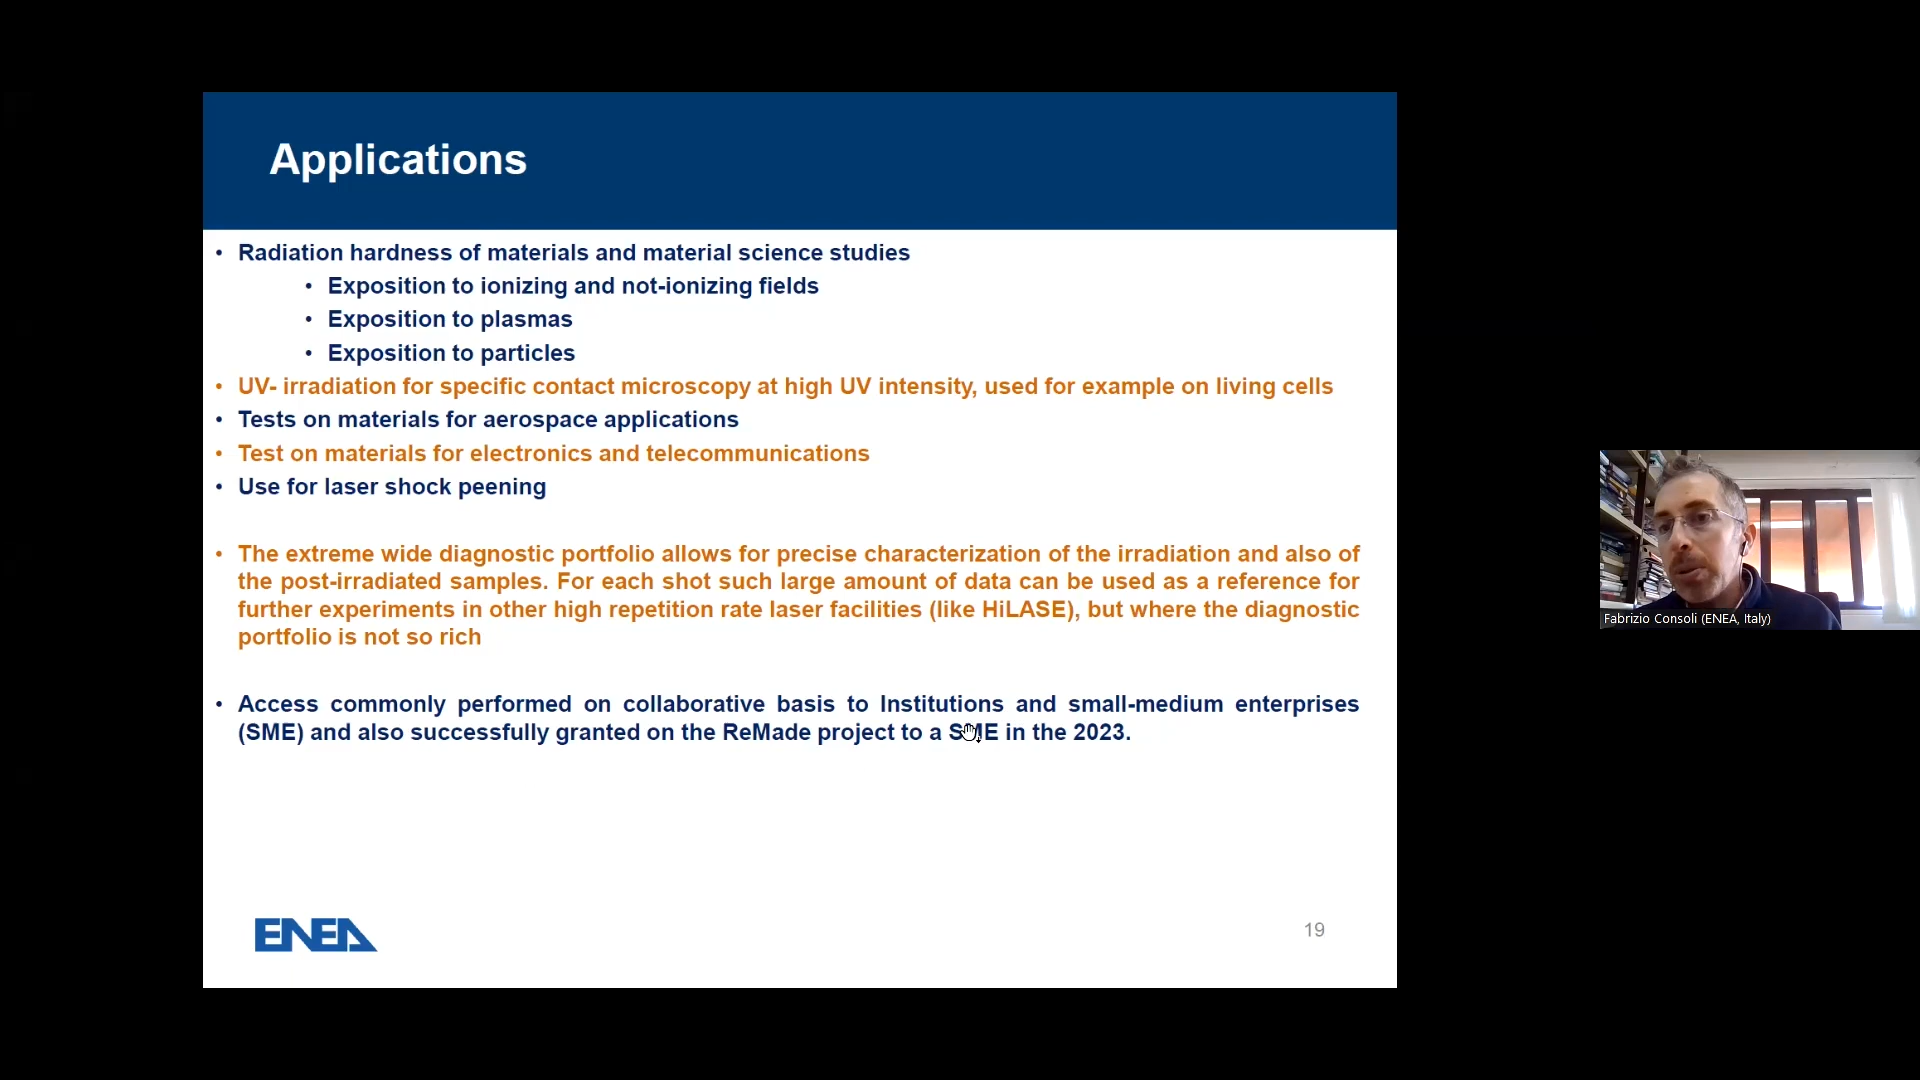 Applications
• Radiation hardness of materials and material science studies
• Exposition to ionizing and not-ionizing fields
• Exposition to plasmas
• Exposition to particles
• UV- irradiation for specific contact microscopy at high UV intensity, used for example on living cells
• Tests on materials for aerospace applications
• Test on materials for electronics and telecommunications
• Use for laser shock peening
• The extreme wide diagnostic portfolio allows for precise characterization of the irradiation and also of
the post-irradiated samples. For each shot such large amount of data can be used as a reference for
further experiments in other high repetition rate laser facilities (like HiLASE), but where the diagnostic
portfolio is not so rich
• Access commonly performed on collaborative basis to Institutions and small-medium enterprises
(SME) and also successfully granted on the ReMade project to a SME in the 2023.
ENEA
19
Fabrizio Consoli (ENEA, Italy)